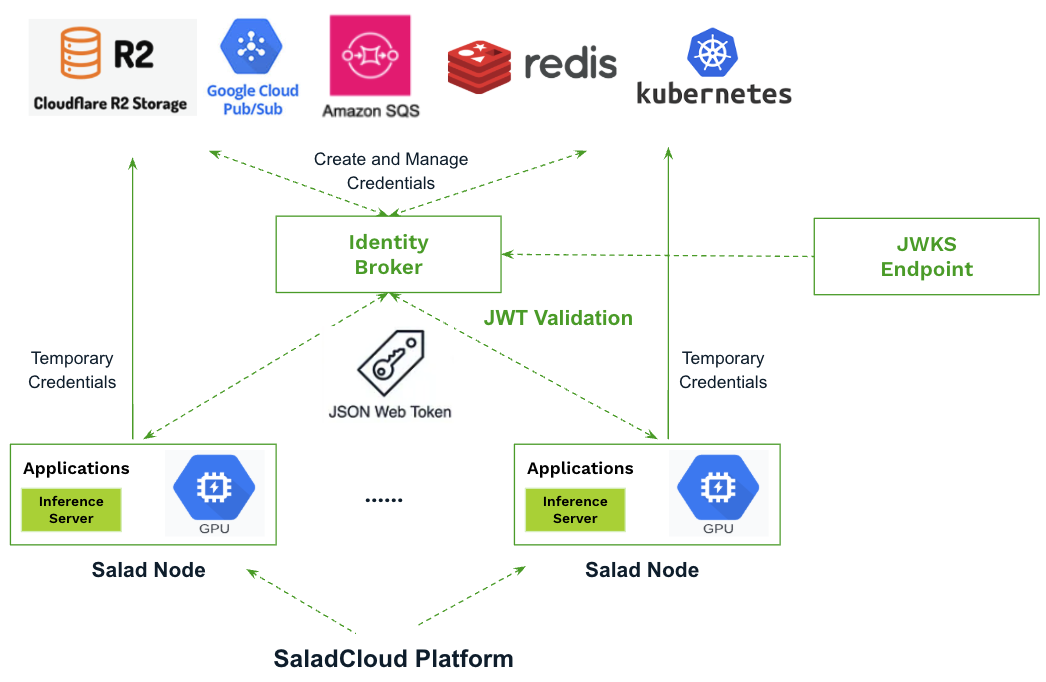 R2
Cloudflare R2 Storage
Google Cloud
Pub/Sub
Amazon SQS
redis
kubernetes
Create and Manage
Credentials
Identity
Broker
JWKS
Endpoint
JWT Validation
Temporary
Credentials
JSON Web Token
Temporary
Credentials
Applications
Inference
Server
GPU
......
Applications
Inference
Server
GPU
Salad Node
Salad Node
SaladCloud Platform